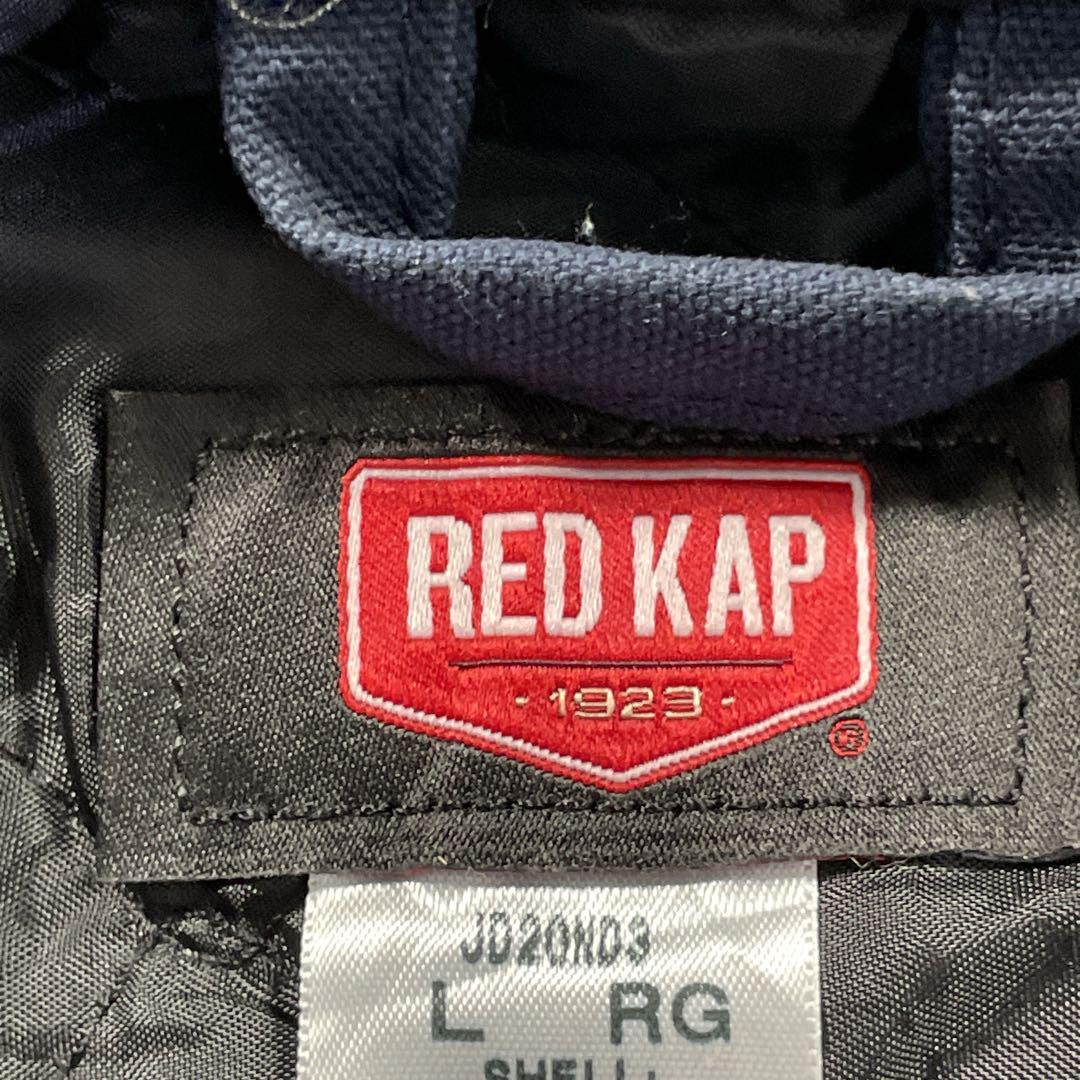 RED KAP
- 1923 -
®
JD20ND3
L RG
SHELL: